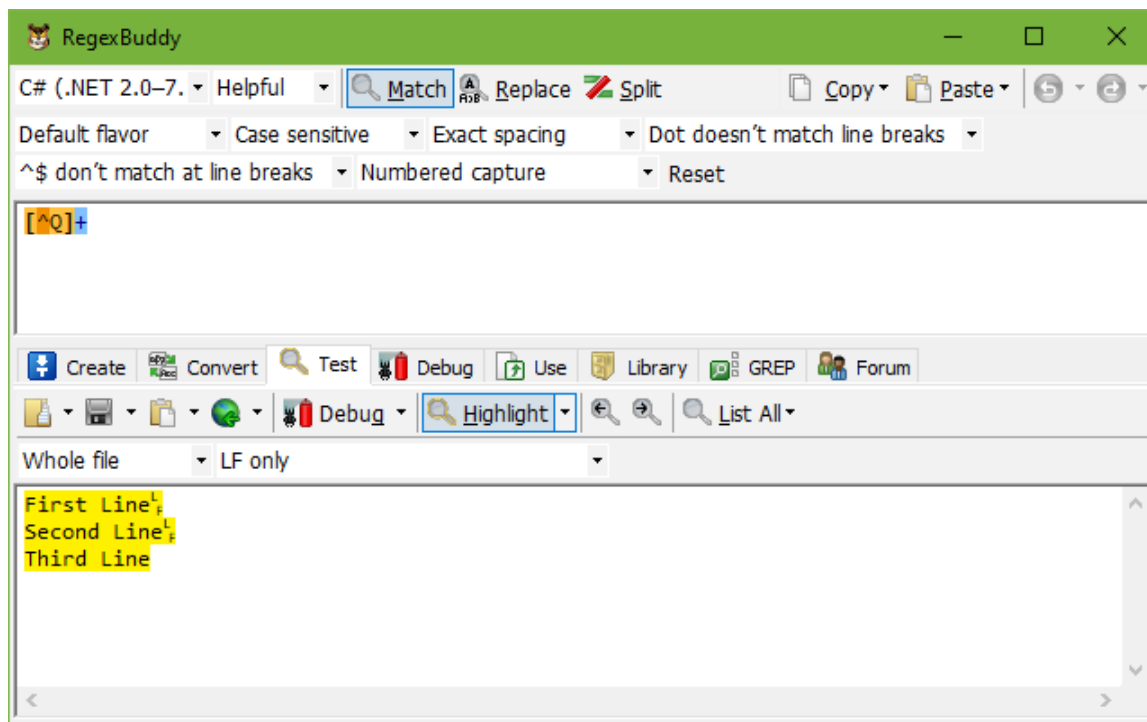 RegexBuddy
C# (.NET 2.0–7. Helpful Match Replace Split Copy Paste
Default flavor Case sensitive Exact spacing Dot doesn’t match line breaks
^$ don’t match at line breaks Numbered capture Reset
[^Q]+
Create Convert Test Debug Use Library GREP Forum
Debug Highlight List All
Whole file LF only
First Line LF
Second Line LF
Third Line